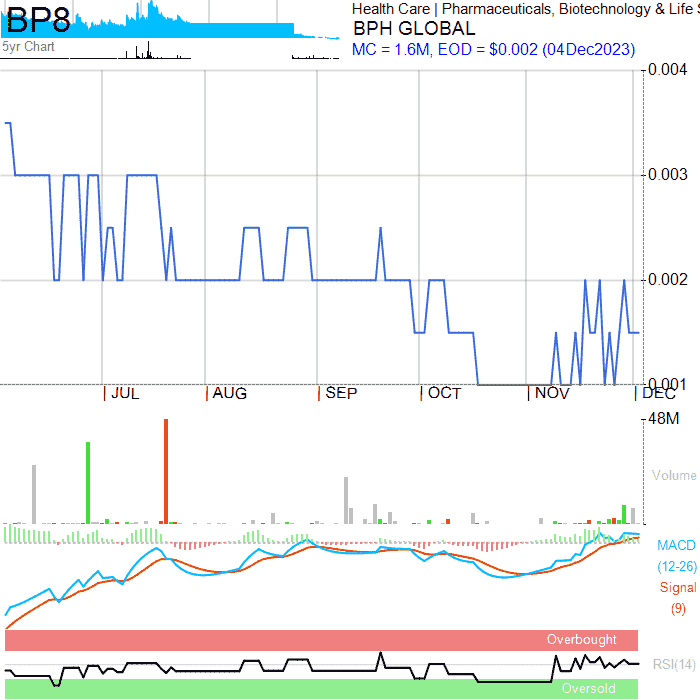 BP8
5yr Chart
Health Care | Pharmaceuticals, Biotechnology & Life S
BPH GLOBAL
MC = 1.6M, EOD = $0.002 (04Dec2023)
0.004
0.003
0.002
0.001
JUL AUG SEP OCT NOV DEC
48M
Volume
MACD
(12-26)
Signal
(9)
Overbought
RSI(14)
Oversold